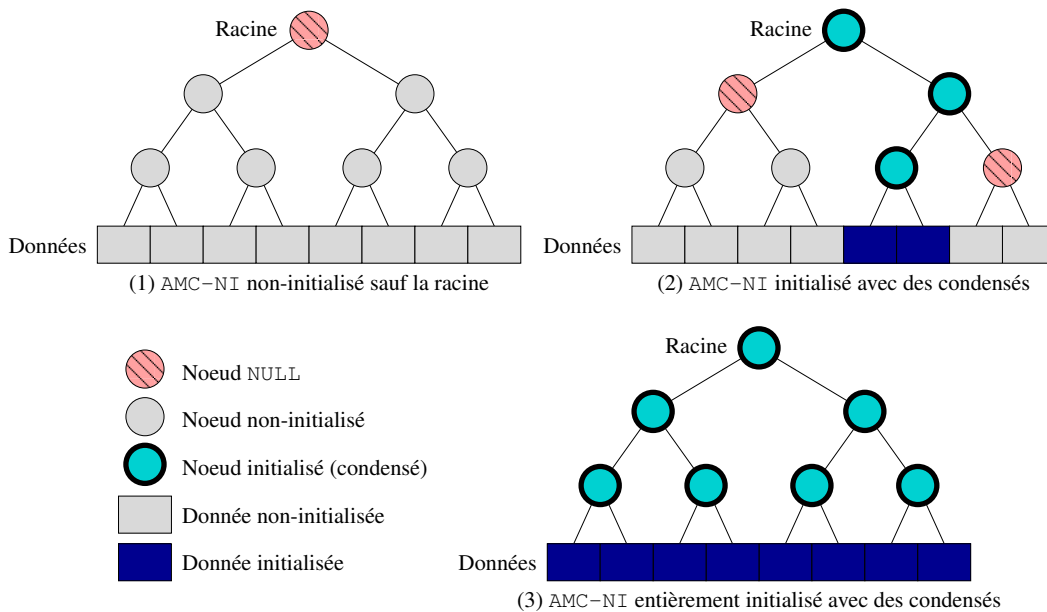 Racine
Données
(1) AMC-NI non-initialisé sauf la racine
Racine
Données
(2) AMC-NI initialisé avec des condensés
Noeud NULL
Noeud non-initialisé
Noeud initialisé (condensé)
Donnée non-initialisée
Donnée initialisée
Racine
Données
(3) AMC-NI entièrement initialisé avec des condensés